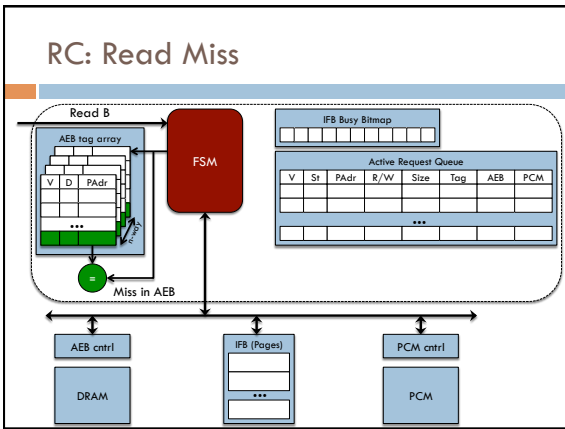 RC: Read Miss
Read B
AEB tag array
V D PAdr
...
n-way
=
Miss in AEB
FSM
IFB Busy Bitmap
Active Request Queue
V St PAdr R/W Size Tag AEB PCM
...
AEB cntrl
DRAM
IFB (Pages)
...
PCM cntrl
PCM